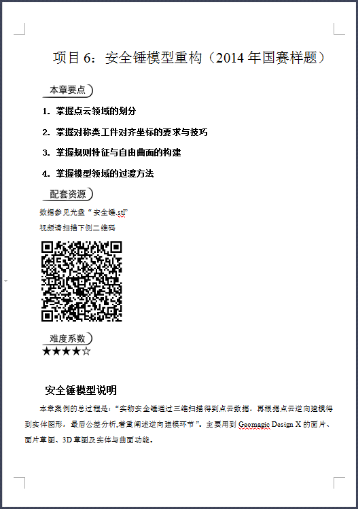 项目 6：安全锤模型重构（2014 年国赛样题）
本章要点
1. 掌握点云领域的划分
2. 掌握对称类工件对齐坐标的要求与技巧
3. 掌握规则特征与自由曲面的构建
4. 掌握模型领域的过渡方法
配套资源
数据参见光盘“安全锤.stl”
视频请扫描下侧二维码
难度系数
★★★★☆
安全锤模型说明
本章案例的总过程是：“实物安全锤通过三维扫描得到点云数据，再根据点云逆向建模得
到实体图形，最后公差分析,着重阐述逆向建模环节”。主要用到 Geomagic Design X 的面片、
面片草图、3D 草图及实体与曲面功能。